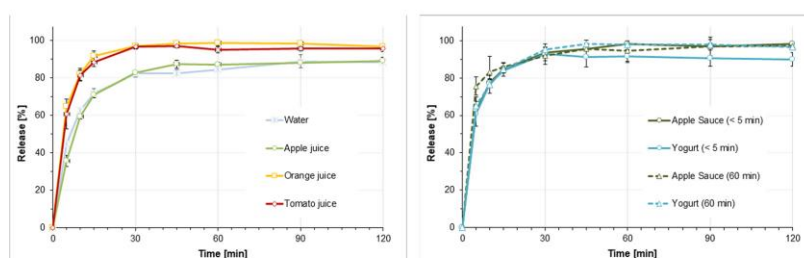 100
80
60
40
20
0
Release [%]
Water
Apple juice
Orange juice
Tomato juice
0 30 60 90 120
Time [min]
100
80
60
40
20
0
Release [%]
Apple Sauce (< 5 min)
Yogurt (< 5 min)
Apple Sauce (60 min)
Yogurt (60 min)
0 30 60 90 120
Time [min]